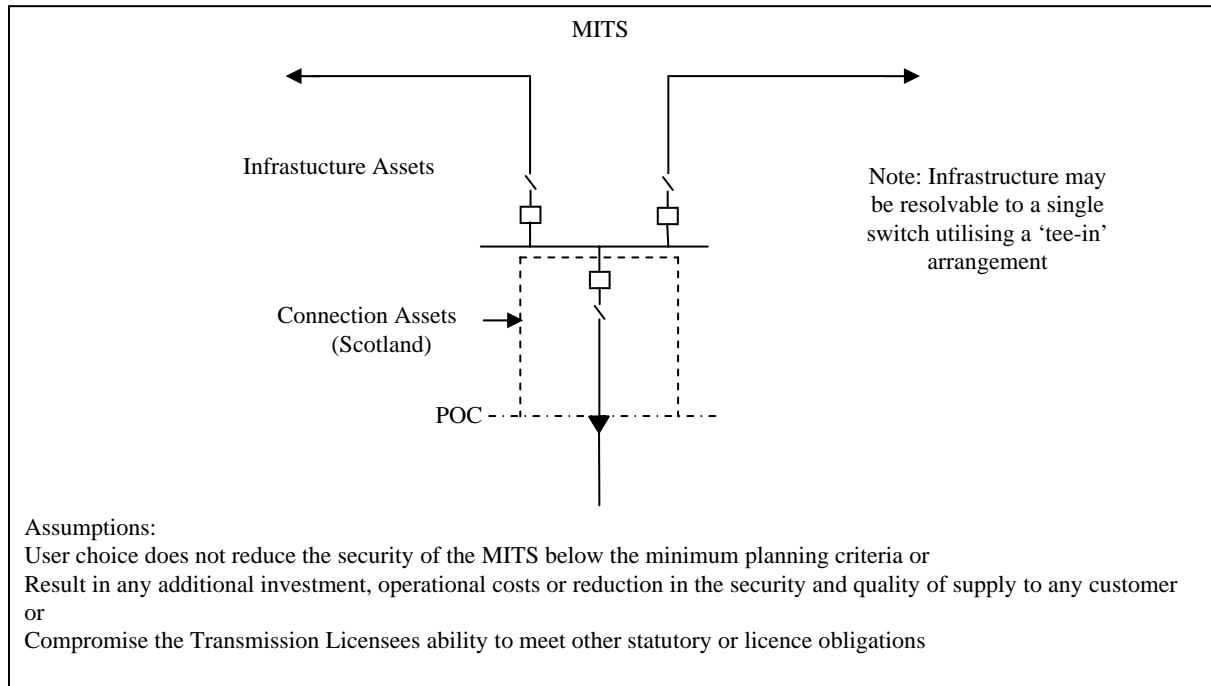 MITS
Infrastucture Assets
Note: Infrastructure may
be resolvable to a single
switch utilising a ‘tee-in’
arrangement
Connection Assets
(Scotland)
POC
Assumptions:
User choice does not reduce the security of the MITS below the minimum planning criteria or
Result in any additional investment, operational costs or reduction in the security and quality of supply to any customer
or
Compromise the Transmission Licensees ability to meet other statutory or licence obligations